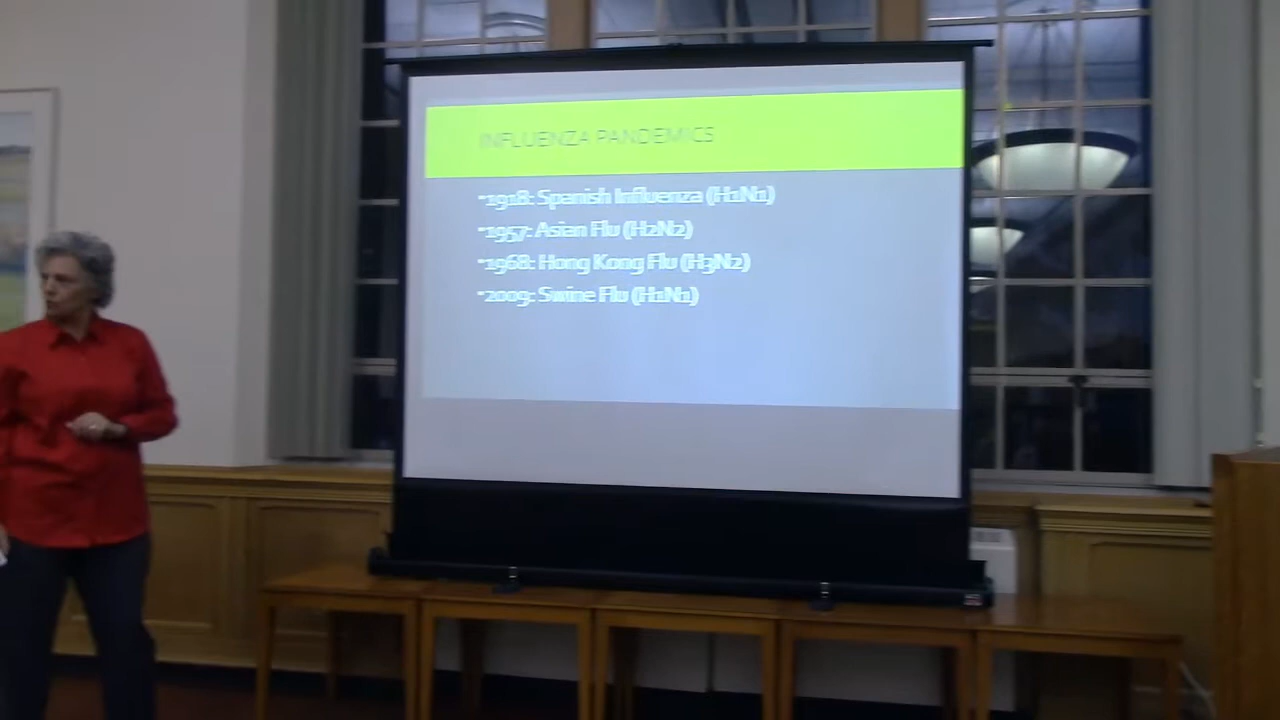 INFLUENZA PANDEMICS
•1918: Spanish Influenza (H1N1)
•1957: Asian Flu (H2N2)
•1968: Hong Kong Flu (H3N2)
•2009: Swine Flu (H1N1)